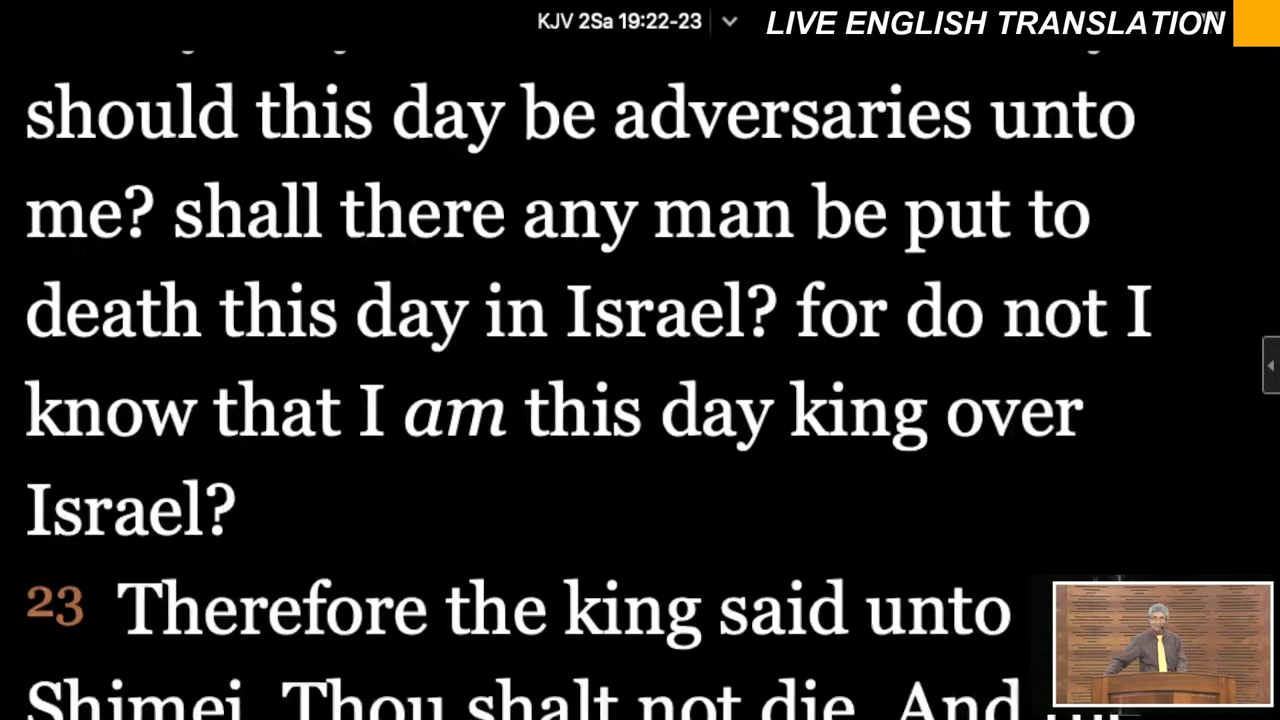 KJV 2Sa 19:22-23
LIVE ENGLISH TRANSLATION
should this day be adversaries unto
me? shall there any man be put to
death this day in Israel? for do not I
know that I am this day king over
Israel?
23 Therefore the king said unto
Shimei, Thou shalt not die. And